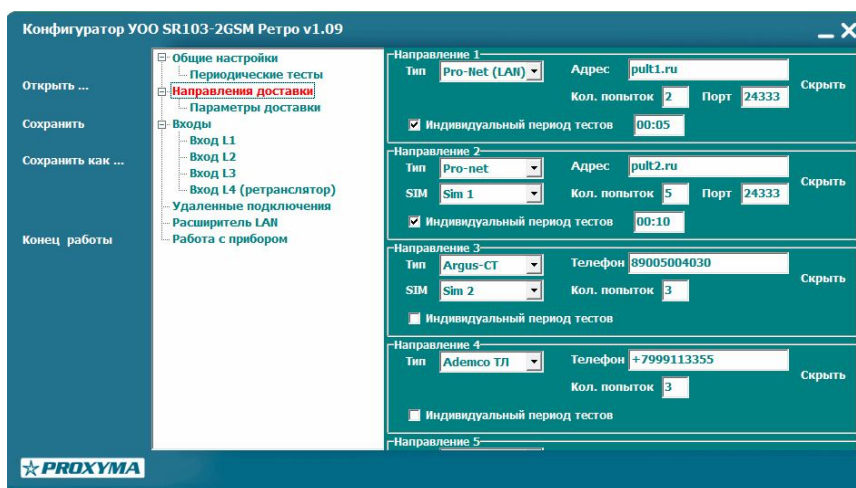 Конфигуратор УОО SR103-2GSM Ретро v1.09
Открыть ...
Сохранить
Сохранить как ...
Конец работы
Общие настройки
Периодические тесты
Направления доставки
Параметры доставки
Входы
Вход L1
Вход L2
Вход L3
Вход L4 (ретранслятор)
Удаленные подключения
Расширитель LAN
Работа с прибором
Направление 1
Тип Pro-Net (LAN) Адрес pult1.ru
Скрыть
Кол. попыток 2 Порт 24333
Индивидуальный период тестов 00:05
Направление 2
Тип Pro-net Адрес pult2.ru
Скрыть
SIM Sim 1 Кол. попыток 5 Порт 24333
Индивидуальный период тестов 00:10
Направление 3
Тип Argus-СТ Телефон 89005004030
Скрыть
SIM Sim 2 Кол. попыток 3
Индивидуальный период тестов
Направление 4
Тип Ademco ТЛ Телефон +7999113355
Скрыть
Кол. попыток 3
Индивидуальный период тестов
Направление 5
PROXYMA